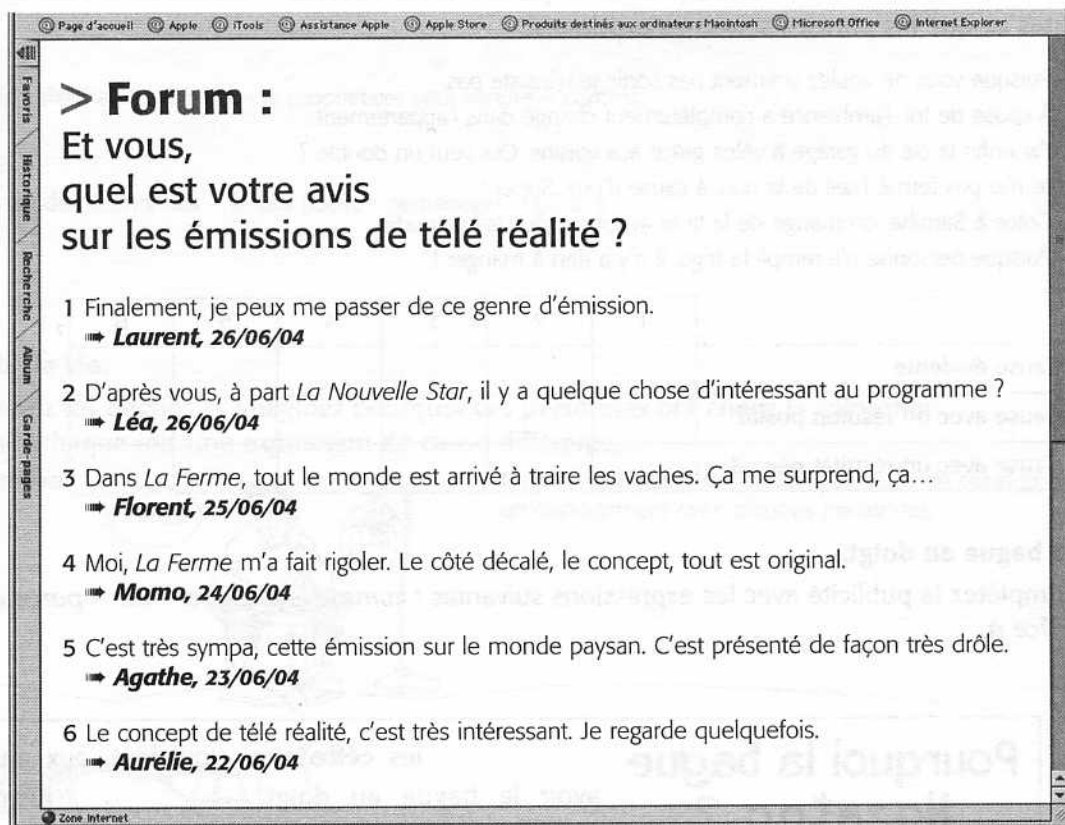 Page d'accueil Apple iTools Assistance Apple Apple Store Produits destinés aux ordinateurs Macintosh Microsoft Office Internet Explorer
Favoris
Historique
Recherche
Album
Garde-pages
> Forum :
Et vous,
quel est votre avis
sur les émissions de télé réalité ?
1 Finalement, je peux me passer de ce genre d'émission.
➠ Laurent, 26/06/04
2 D'après vous, à part La Nouvelle Star, il y a quelque chose d'intéressant au programme ?
➠ Léa, 26/06/04
3 Dans La Ferme, tout le monde est arrivé à traire les vaches. Ça me surprend, ça...
➠ Florent, 25/06/04
4 Moi, La Ferme m'a fait rigoler. Le côté décalé, le concept, tout est original.
➠ Momo, 24/06/04
5 C'est très sympa, cette émission sur le monde paysan. C'est présenté de façon très drôle.
➠ Agathe, 23/06/04
6 Le concept de télé réalité, c'est très intéressant. Je regarde quelquefois.
➠ Aurélie, 22/06/04
Zone Internet